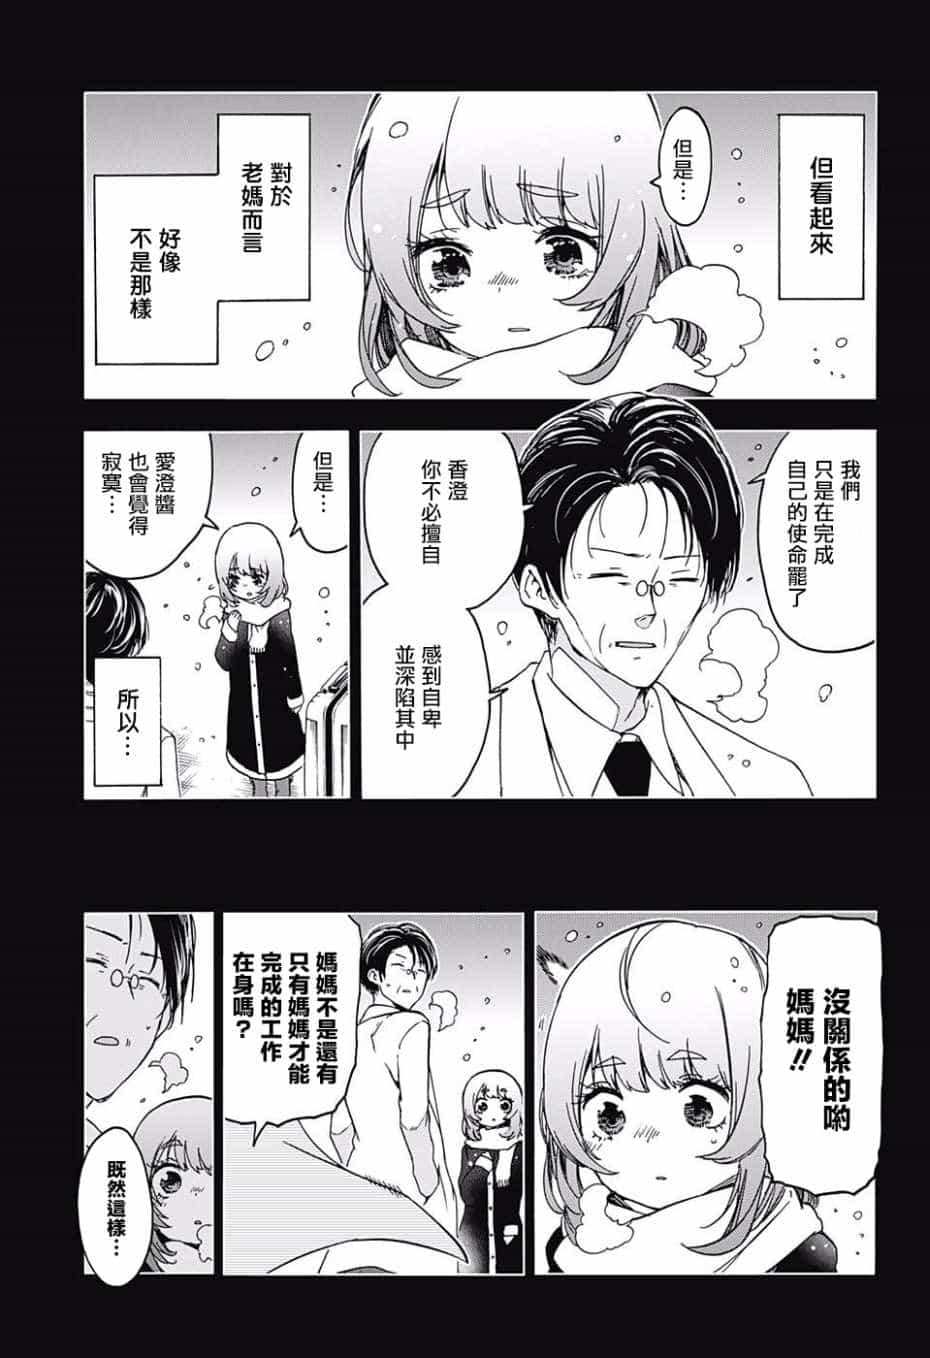 但看起來
但是…
對於
老媽而言
好像
不是那樣
我們
只是在完成
自己的使命罷了
香澄
你不必擅自
感到自卑
並深陷其中
但是…
愛澄醬
也會覺得
寂寞…
所以…
沒關係的喲
媽媽!!
媽媽不是還有
只有媽媽才能
完成的工作
在身嗎?
既然這樣…